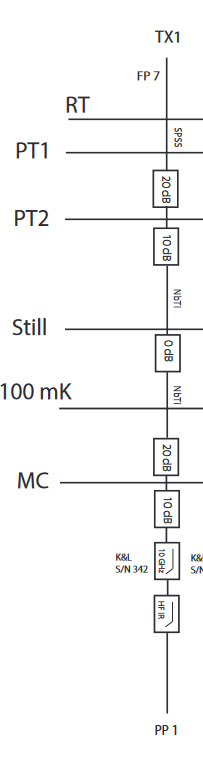 TX1
FP 7
RT
SPSS
PT1
20 dB
PT2
10 dB
NbTI
Still
0 dB
100 mK
NbTI
20 dB
MC
10 dB
K&L
S/N 342
10 GHz
K&
S/N
HF IR
PP 1